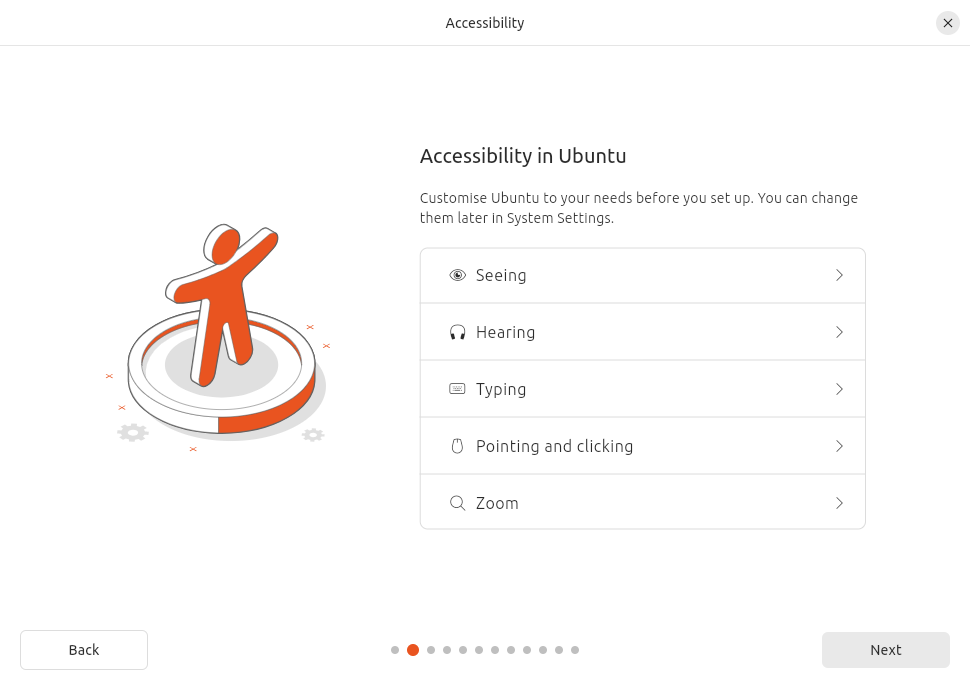 Accessibility
Accessibility in Ubuntu
Customise Ubuntu to your needs before you set up. You can change
them later in System Settings.
Seeing
Hearing
Typing
Pointing and clicking
Zoom
Back
Next